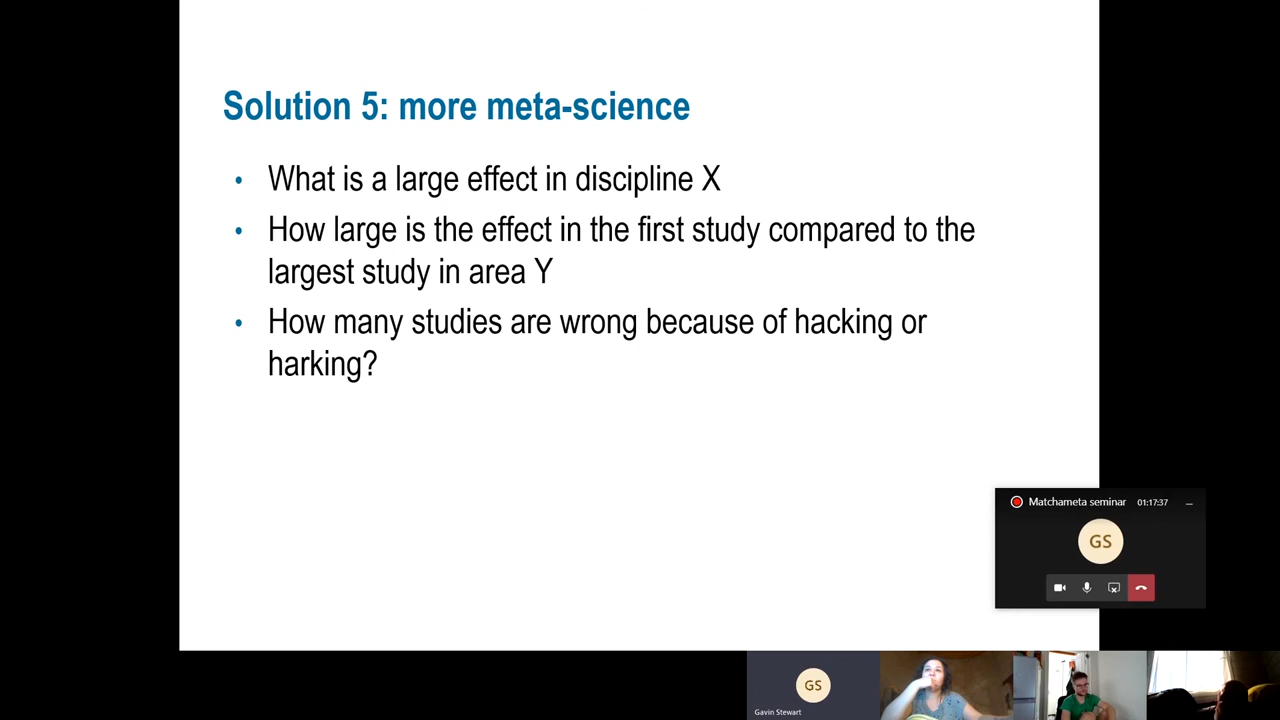 Solution 5: more meta-science
• What is a large effect in discipline X
• How large is the effect in the first study compared to the
largest study in area Y
• How many studies are wrong because of hacking or
harking?
Matchameta seminar 01:17:37
GS
GS
Gavin Stewart